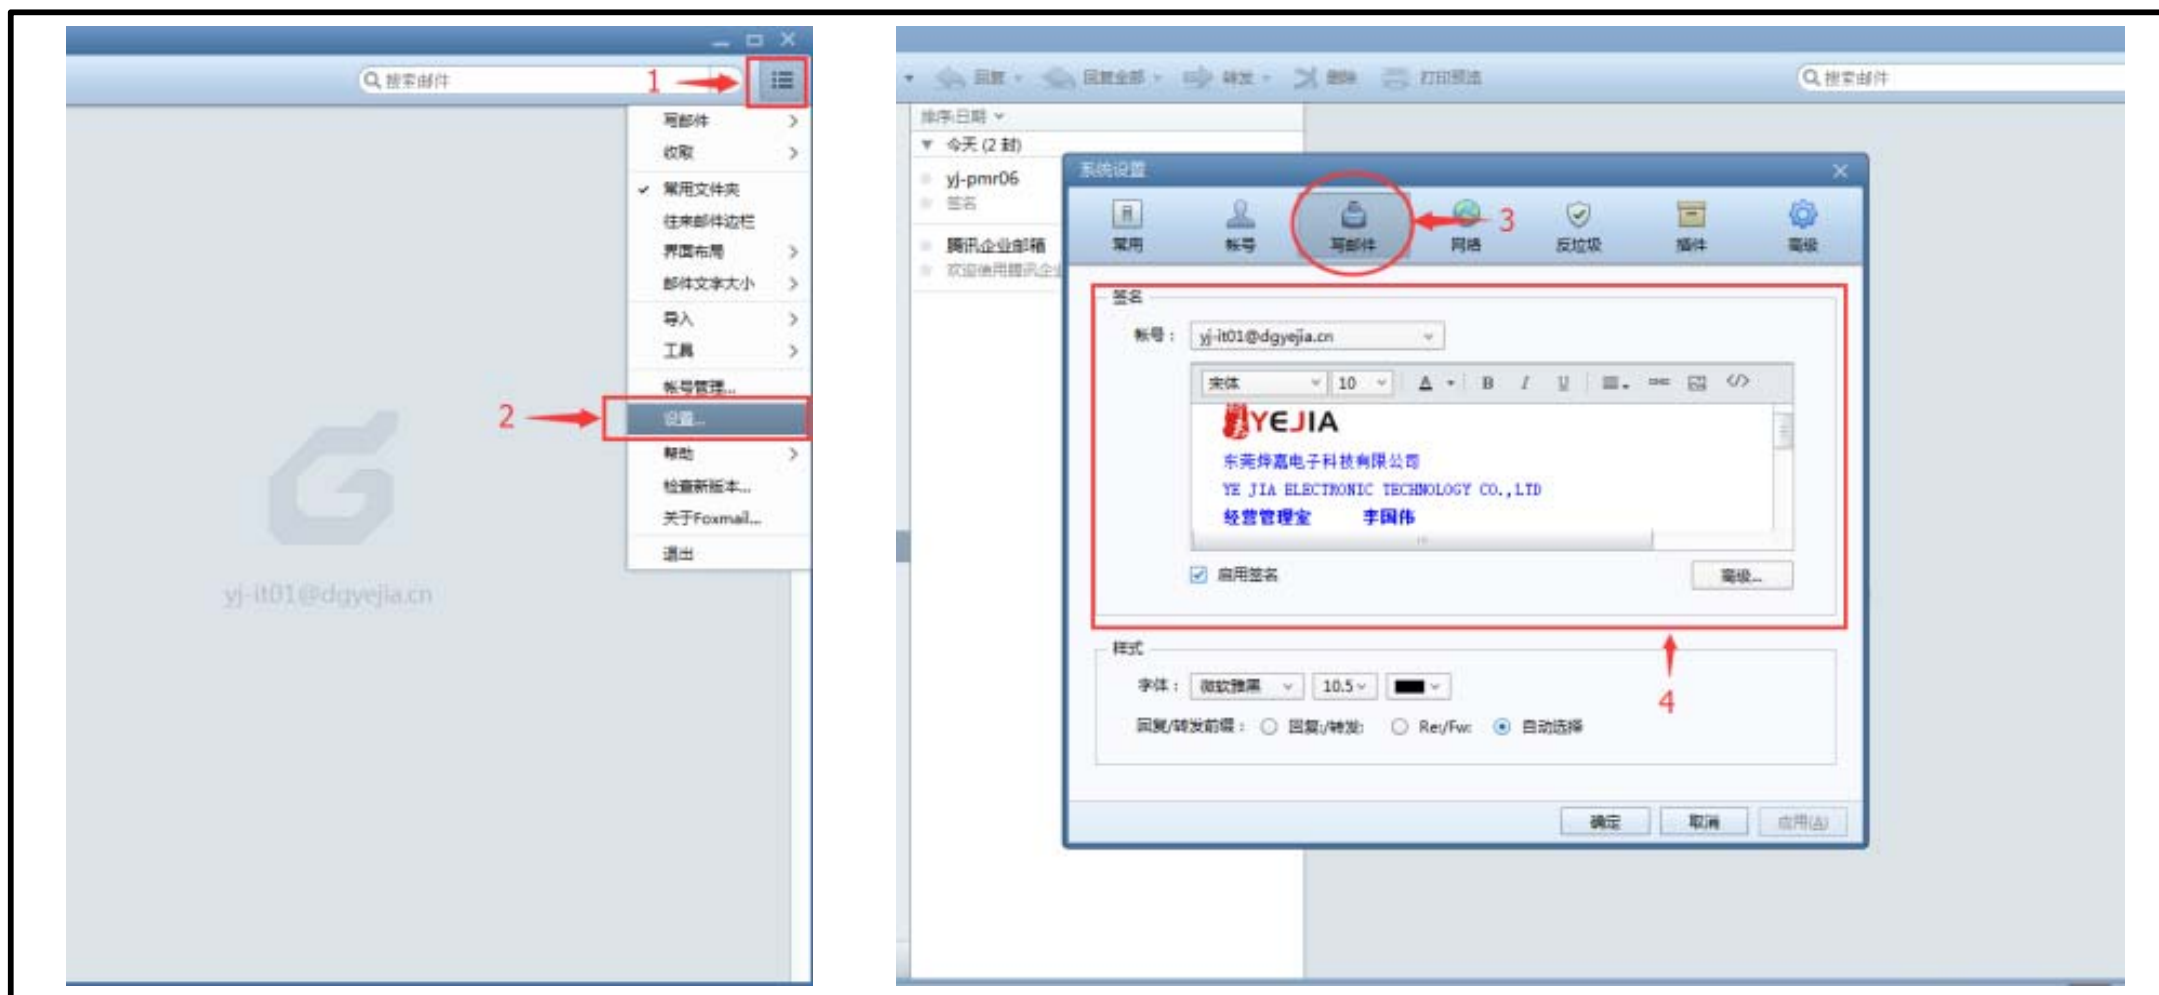 搜索邮件
1
写邮件
收取
常用文件夹
往来邮件边栏
界面布局
邮件文字大小
导入
工具
帐号管理...
2
设置...
帮助
检查新版本...
关于Foxmail...
退出
yj-it01@dgyejia.cn
回复
回复全部
转发
删除
打印预览
搜索邮件
排序:日期
今天 (2 封)
yj-pmr06
签名
腾讯企业邮箱
欢迎使用腾讯企业
系统设置
3
常用
帐号
写邮件
网络
反垃圾
插件
高级
签名
帐号：
yj-it01@dgyejia.cn
宋体
10
A
B
I
U
YEJIA
东莞烨嘉电子科技有限公司
YE JIA ELECTRONIC TECHNOLOGY CO.,LTD
经营管理室 李国伟
启用签名
高级...
样式
4
字体：
微软雅黑
10.5
回复/转发前缀：
回复:/转发:
Re:/Fw:
自动选择
确定
取消
应用(A)